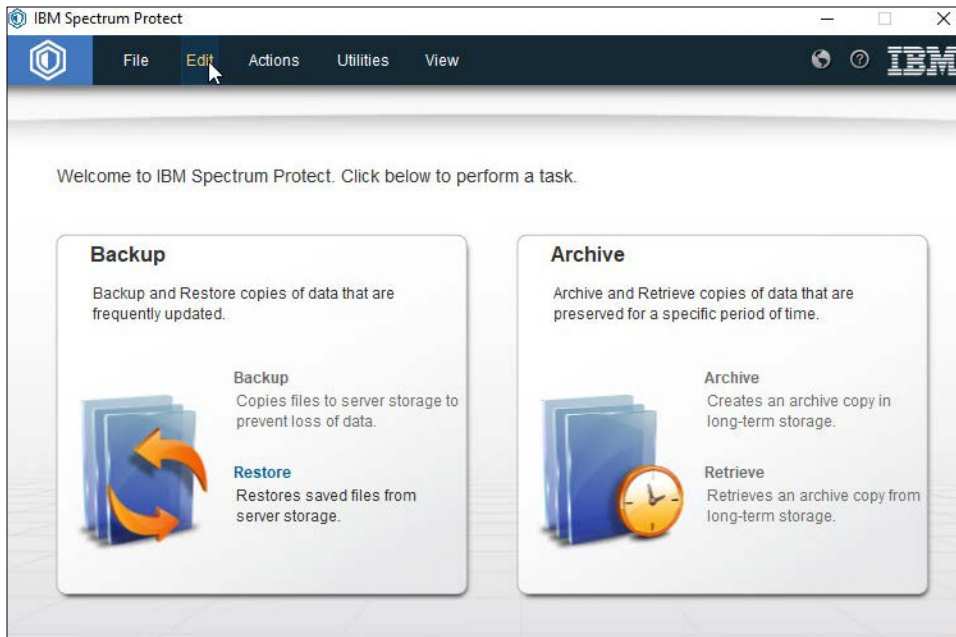 IBM Spectrum Protect
File Edit Actions Utilities View
IBM
Welcome to IBM Spectrum Protect. Click below to perform a task.
Backup
Backup and Restore copies of data that are
frequently updated.
Backup
Copies files to server storage to
prevent loss of data.
Restore
Restores saved files from
server storage.
Archive
Archive and Retrieve copies of data that are
preserved for a specific period of time.
Archive
Creates an archive copy in
long-term storage.
Retrieve
Retrieves an archive copy from
long-term storage.